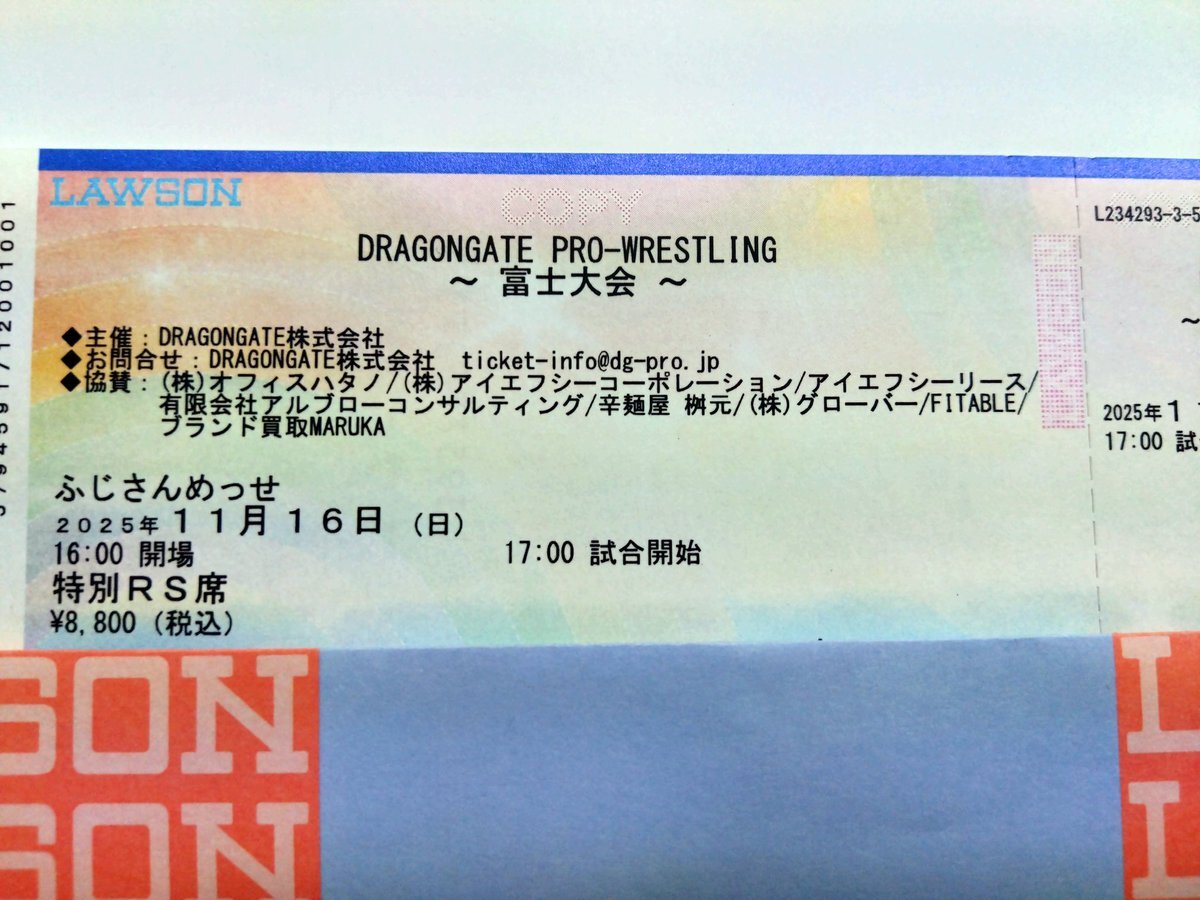 LAWSON
COPY
DRAGONGATE PRO-WRESTLING
～ 富士大会 ～
◆主催：DRAGONGATE株式会社
◆お問合せ：DRAGONGATE株式会社 ticket-info@dg-pro.jp
◆協賛：(株)オフィスハタノ/(株)アイエフシーコーポレーション/アイエフシーリース/
有限会社アルブローコンサルティング/辛麺屋 桝元/(株)グローバー/FITABLE/
ブランド買取MARUKA
ふじさんめっせ
2025年 11月16日 (日)
16:00 開場 17:00 試合開始
特別RS席
¥8,800 (税込)
L234293-3-5
～
2025年 1
17:00 試
SON
SON
L
L